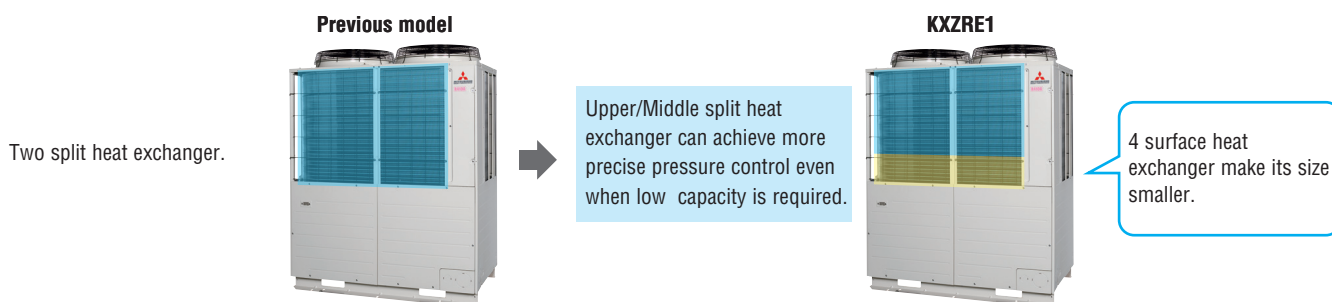 Previous model
KXZRE1
Two split heat exchanger.
Upper/Middle split heat
exchanger can achieve more
precise pressure control even
when low capacity is required.
4 surface heat
exchanger make its size
smaller.